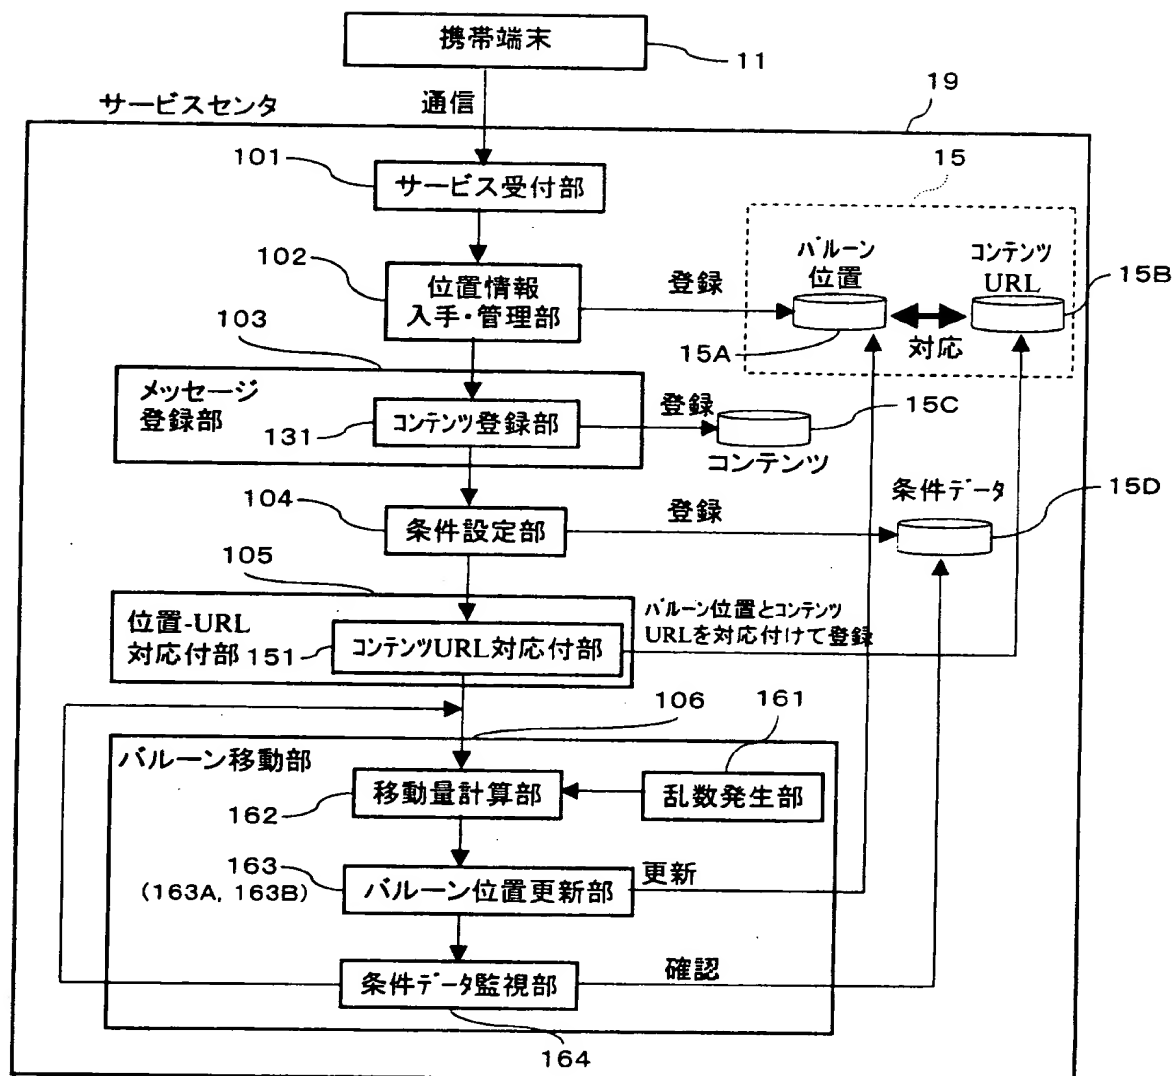 携帯端末
11
サービスセンタ
通信
19
101
サービス受付部
15
102
位置情報
入手・管理部
登録
バルーン
位置
コンテンツ
URL
15B
15A
対応
103
メッセージ
登録部
131
コンテンツ登録部
登録
15C
コンテンツ
104
条件設定部
登録
条件データ
15D
105
位置-URL
対応付部
151
コンテンツURL対応付部
バルーン位置とコンテンツ
URLを対応付けて登録
106
161
バルーン移動部
移動量計算部
162
乱数発生部
163
(163A, 163B)
バルーン位置更新部
更新
条件データ監視部
確認
164